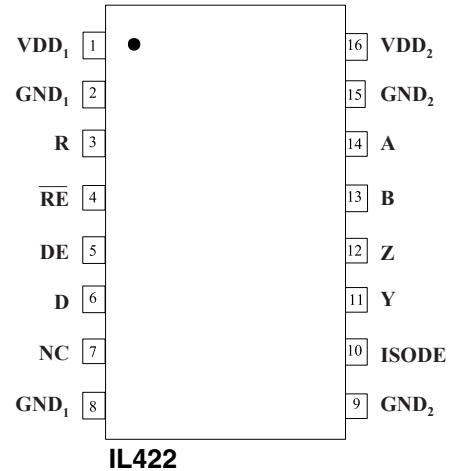 VDD₁ 1 16 VDD₂
GND₁ 2 15 GND₂
R 3 14 A
R̅E̅ 4 13 B
DE 5 12 Z
D 6 11 Y
NC 7 10 ISODE
GND₁ 8 9 GND₂
IL422